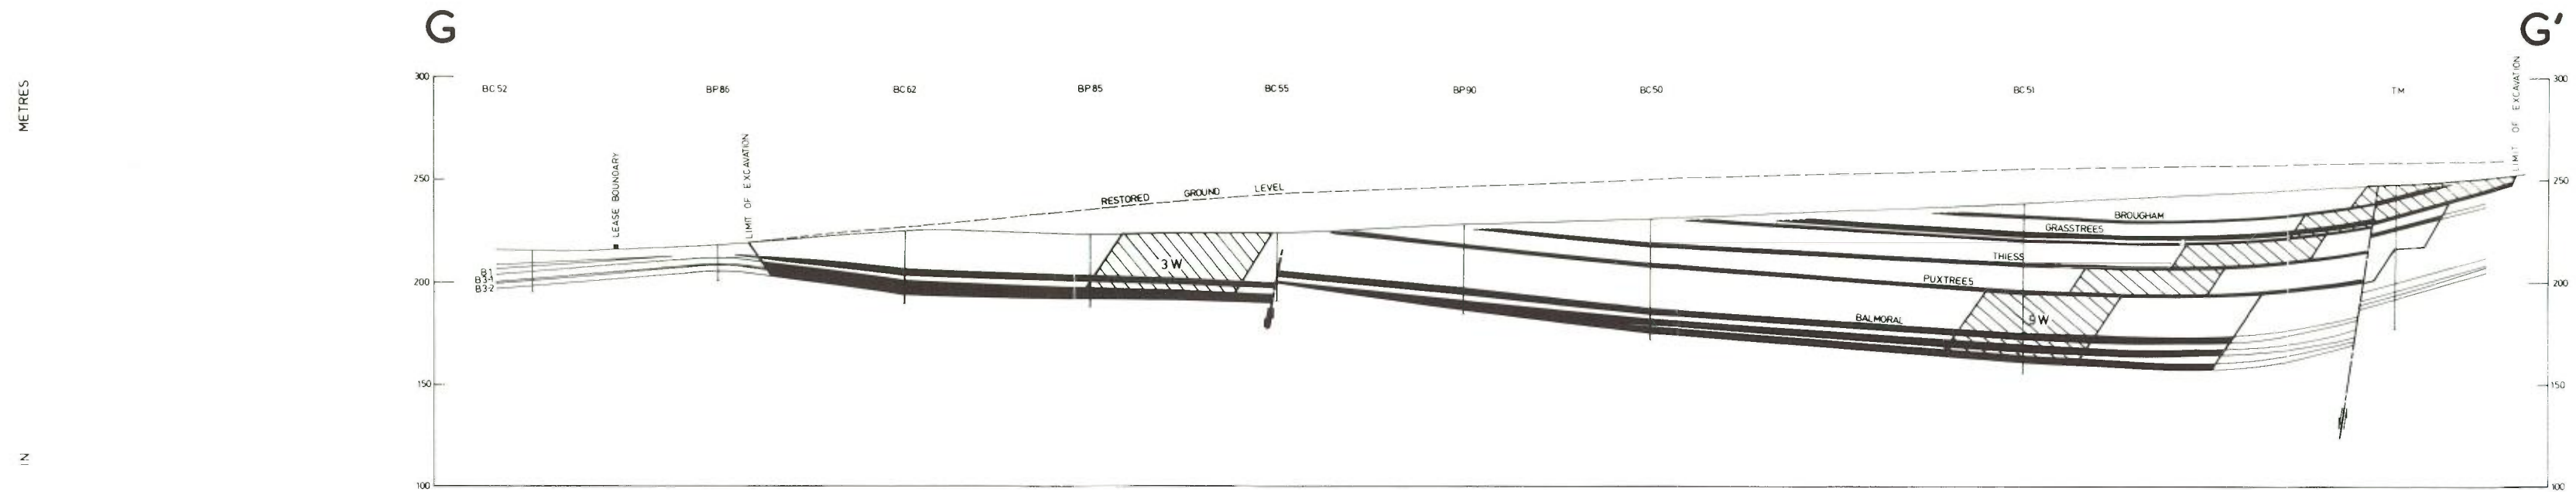 G G'
METRES
300 300
BC 52 BP 86 BC 62 BP 85 BC 55 BP 90 BC 50 BC 51 TM
LIMIT OF EXCAVATION
LEASE BOUNDARY
LIMIT OF EXCAVATION
250 250
RESTORED GROUND LEVEL
BROUGHAM
GRASSTREES
THIESS
PUXTREES
BALMORAL
3 W
5 W
B1
B3-1
B3-2
200 200
150 150
100 100
IN